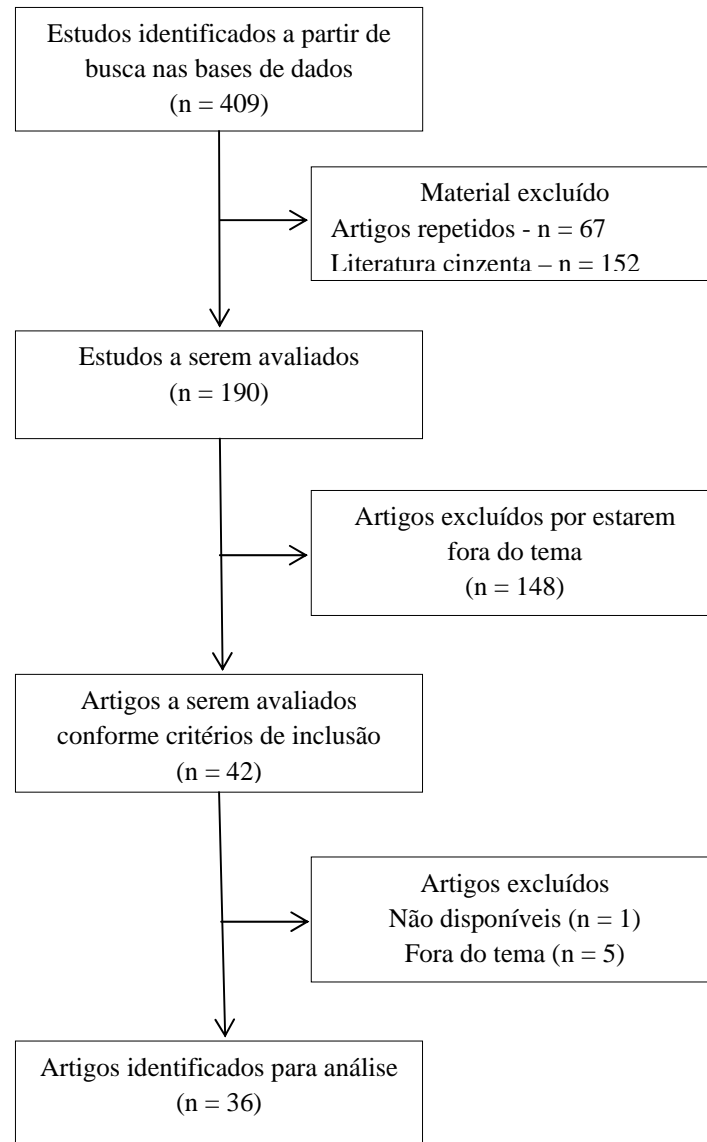 Estudos identificados a partir de
busca nas bases de dados
(n = 409)
Material excluído
Artigos repetidos - n = 67
Literatura cinzenta – n = 152
Estudos a serem avaliados
(n = 190)
Artigos excluídos por estarem
fora do tema
(n = 148)
Artigos a serem avaliados
conforme critérios de inclusão
(n = 42)
Artigos excluídos
Não disponíveis (n = 1)
Fora do tema (n = 5)
Artigos identificados para análise
(n = 36)